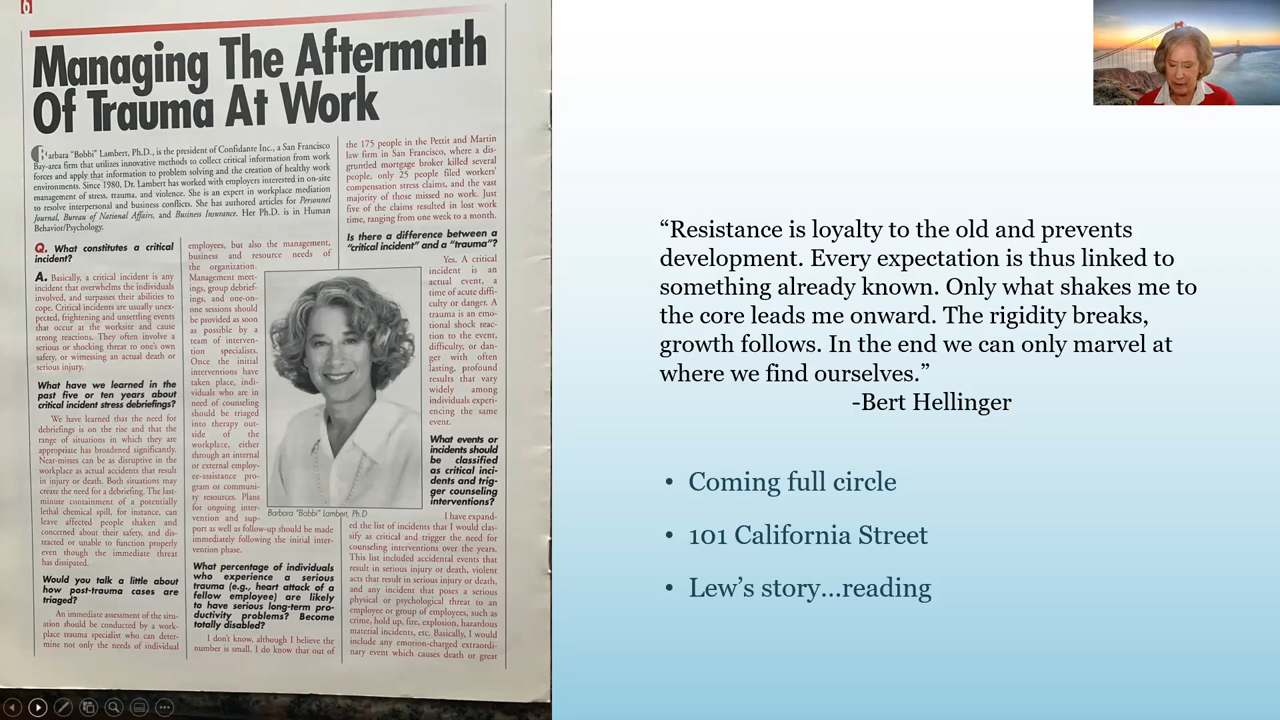 6
Managing The Aftermath
Of Trauma At Work
Barbara "Bobbi" Lambert, Ph.D., is the president of Confidante Inc., a San Francisco
Bay-area firm that utilizes innovative methods to collect critical information from work
forces and apply that information to problem solving and the creation of healthy work
environments. Since 1980, Dr. Lambert has worked with employers interested in on-site
management of stress, trauma, and violence. She is an expert in workplace mediation
to resolve interpersonal and business conflicts. She has authored articles for Personnel
Journal, Bureau of National Affairs, and Business Insurance. Her Ph.D. is in Human
Behavior/Psychology.
Q. What constitutes a critical
incident?
A. Basically, a critical incident is any
incident that overwhelms the individuals
involved, and surpasses their abilities to
cope. Critical incidents are usually unex-
pected, frightening and unsettling events
that occur at the worksite and cause
strong reactions. They often involve a
serious or shocking threat to one's own
safety, or witnessing an actual death or
serious injury.
What have we learned in the
past five or ten years about
critical incident stress debriefings?
We have learned that the need for
debriefings is on the rise and that the
range of situations in which they are
appropriate has broadened significantly.
Near-misses can be as disruptive in the
workplace as actual accidents that result
in injury or death. Both situations may
create the need for a debriefing. The last-
minute containment of a potentially
lethal chemical spill, for instance, can
leave affected people shaken and
concerned about their safety, and dis-
tracted or unable to function properly
even though the immediate threat
has dissipated.
Would you talk a little about
how post-trauma cases are
triaged?
An immediate assessment of the situ-
ation should be conducted by a work-
place trauma specialist who can deter-
mine not only the needs of individual
employees, but also the management,
business and resource needs of
the organization.
Management meet-
ings, group debrief-
ings, and one-on-
one sessions should
be provided as soon
as possible by a
team of interven-
tion specialists.
Once the initial
interventions have
taken place, indi-
viduals who are in
need of counseling
should be triaged
into therapy out-
side of the
workplace, either
through an internal
or external employ-
ee-assistance pro-
gram or communi-
ty resources. Plans
for ongoing inter-
vention and sup-
port as well as follow-up should be made
immediately following the initial inter-
vention phase.
What percentage of individuals
who experience a serious
trauma (e.g., heart attack of a
fellow employee) are likely
to have serious long-term pro-
ductivity problems? Become
totally disabled?
I don't know, although I believe the
number is small. I do know that out of
the 175 people in the Pettit and Martin
law firm in San Francisco, where a dis-
gruntled mortgage broker killed several
people, only 25 people filed workers'
compensation stress claims, and the vast
majority of those missed no work. Just
five of the claims resulted in lost work
time, ranging from one week to a month.
Is there a difference between a
"critical incident" and a "trauma"?
Yes. A critical
incident is an
actual event, a
time of acute diffi-
culty or danger. A
trauma is an emo-
tional shock reac-
tion to the event,
difficulty, or dan-
ger with often
lasting, profound
results that vary
widely among
individuals experi-
encing the same
event.
What events or
incidents should
be classified
as critical inci-
dents and trig-
ger counseling
interventions?
I have expand-
ed the list of incidents that I would clas-
sify as critical and trigger the need for
counseling interventions over the years.
This list included accidental events that
result in serious injury or death, violent
acts that result in serious injury or death,
and any incident that poses a serious
physical or psychological threat to an
employee or group of employees, such as
crime, hold up, fire, explosion, hazardous
material incidents, etc. Basically, I would
include any emotion-charged extraordi-
nary event which causes death or great
Barbara "Bobbi" Lambert, Ph.D
“Resistance is loyalty to the old and prevents
development. Every expectation is thus linked to
something already known. Only what shakes me to
the core leads me onward. The rigidity breaks,
growth follows. In the end we can only marvel at
where we find ourselves.”
-Bert Hellinger
• Coming full circle
• 101 California Street
• Lew’s story...reading